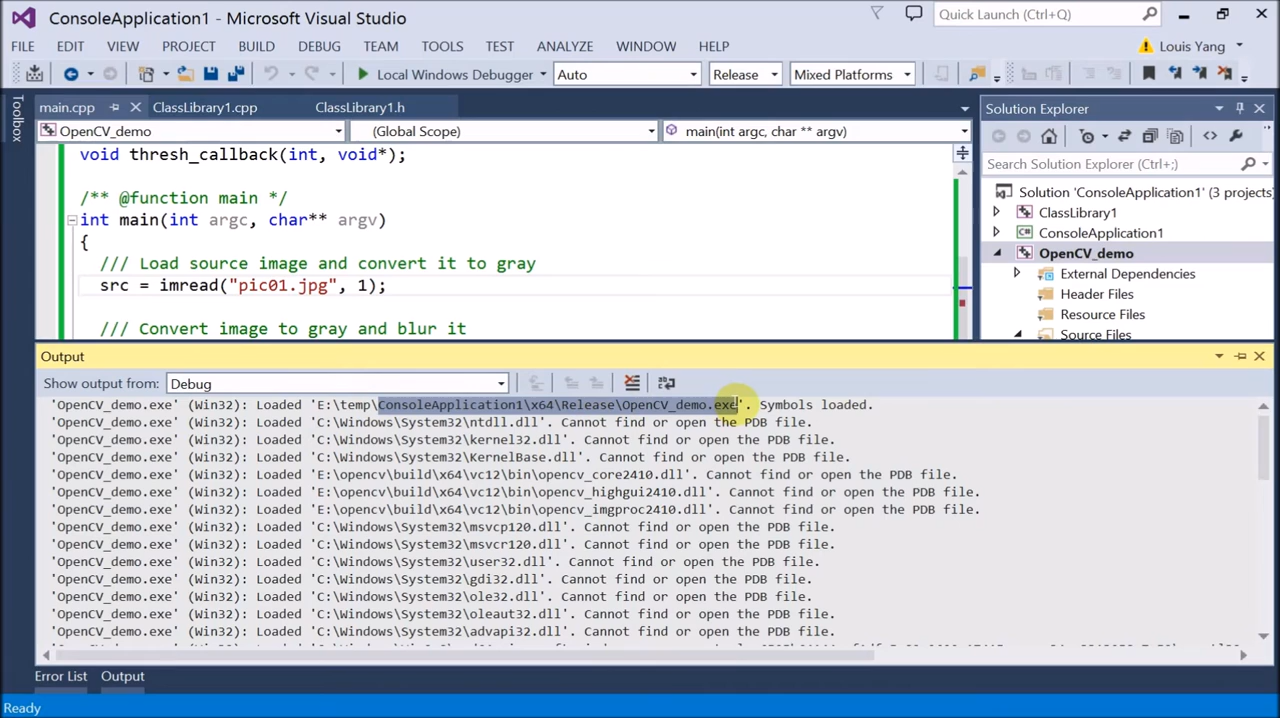 ConsoleApplication1 - Microsoft Visual Studio
Quick Launch (Ctrl+Q)
FILE EDIT VIEW PROJECT BUILD DEBUG TEAM TOOLS TEST ANALYZE WINDOW HELP
Louis Yang
Local Windows Debugger Auto Release Mixed Platforms
Toolbox
main.cpp ClassLibrary1.cpp ClassLibrary1.h
OpenCV_demo (Global Scope) main(int argc, char ** argv)
void thresh_callback(int, void*);
/** @function main */
int main(int argc, char** argv)
{
/// Load source image and convert it to gray
src = imread("pic01.jpg", 1);
/// Convert image to gray and blur it
Solution Explorer
Search Solution Explorer (Ctrl+;)
Solution 'ConsoleApplication1' (3 projects)
ClassLibrary1
ConsoleApplication1
OpenCV_demo
External Dependencies
Header Files
Resource Files
Source Files
Output
Show output from: Debug
'OpenCV_demo.exe' (Win32): Loaded 'E:\temp\ConsoleApplication1\x64\Release\OpenCV_demo.exe'. Symbols loaded.
'OpenCV_demo.exe' (Win32): Loaded 'C:\Windows\System32\ntdll.dll'. Cannot find or open the PDB file.
'OpenCV_demo.exe' (Win32): Loaded 'C:\Windows\System32\kernel32.dll'. Cannot find or open the PDB file.
'OpenCV_demo.exe' (Win32): Loaded 'C:\Windows\System32\KernelBase.dll'. Cannot find or open the PDB file.
'OpenCV_demo.exe' (Win32): Loaded 'E:\opencv\build\x64\vc12\bin\opencv_core2410.dll'. Cannot find or open the PDB file.
'OpenCV_demo.exe' (Win32): Loaded 'E:\opencv\build\x64\vc12\bin\opencv_highgui2410.dll'. Cannot find or open the PDB file.
'OpenCV_demo.exe' (Win32): Loaded 'E:\opencv\build\x64\vc12\bin\opencv_imgproc2410.dll'. Cannot find or open the PDB file.
'OpenCV_demo.exe' (Win32): Loaded 'C:\Windows\System32\msvcp120.dll'. Cannot find or open the PDB file.
'OpenCV_demo.exe' (Win32): Loaded 'C:\Windows\System32\msvcr120.dll'. Cannot find or open the PDB file.
'OpenCV_demo.exe' (Win32): Loaded 'C:\Windows\System32\user32.dll'. Cannot find or open the PDB file.
'OpenCV_demo.exe' (Win32): Loaded 'C:\Windows\System32\gdi32.dll'. Cannot find or open the PDB file.
'OpenCV_demo.exe' (Win32): Loaded 'C:\Windows\System32\ole32.dll'. Cannot find or open the PDB file.
'OpenCV_demo.exe' (Win32): Loaded 'C:\Windows\System32\oleaut32.dll'. Cannot find or open the PDB file.
'OpenCV_demo.exe' (Win32): Loaded 'C:\Windows\System32\advapi32.dll'. Cannot find or open the PDB file.
Error List Output
Ready